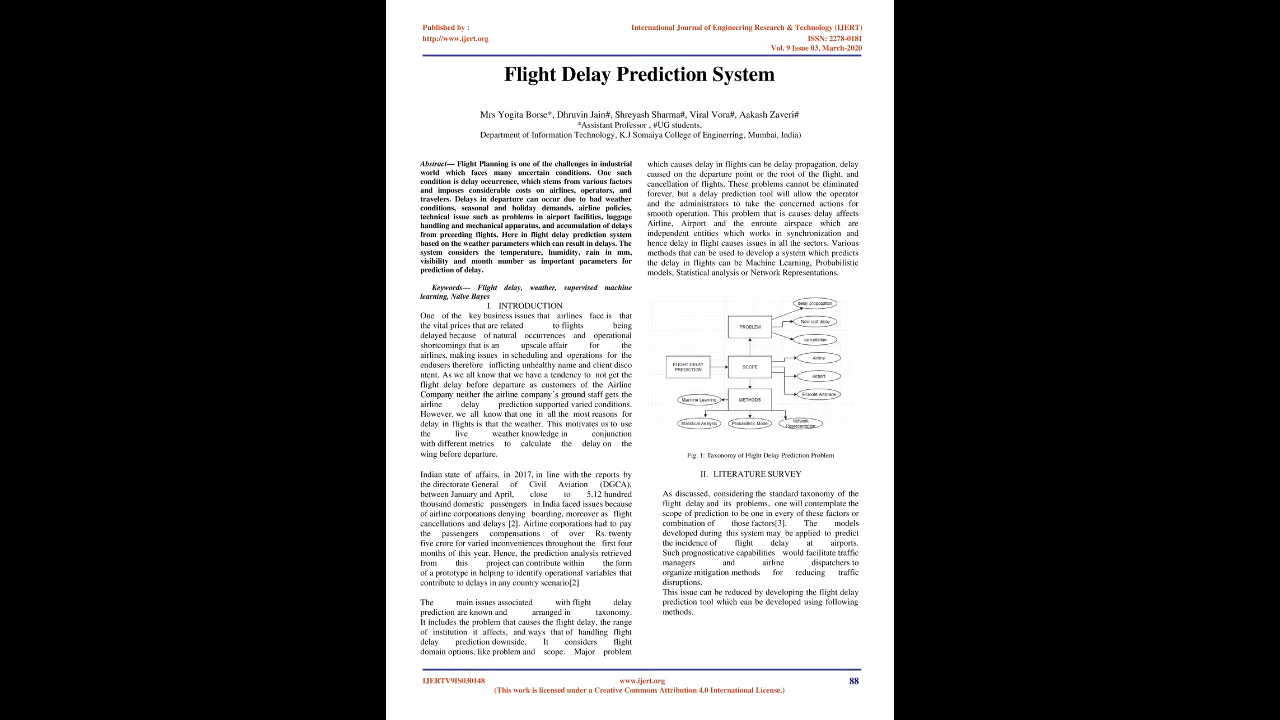 Published by :
International Journal of Engineering Research & Technology (IJERT)
http://www.ijert.org
ISSN: 2278-0181
Vol. 9 Issue 03, March-2020
Flight Delay Prediction System
Mrs Yogita Borse*, Dhruvin Jain#, Shreyash Sharma#, Viral Vora#, Aakash Zaveri#
*Assistant Professor , #UG students,
Department of Information Technology, K.J Somaiya College of Enginerring, Mumbai, India)
Abstract— Flight Planning is one of the challenges in industrial
world which faces many uncertain conditions. One such
condition is delay occurrence, which stems from various factors
and imposes considerable costs on airlines, operators, and
travelers. Delays in departure can occur due to bad weather
conditions, seasonal and holiday demands, airline policies,
technical issue such as problems in airport facilities, luggage
handling and mechanical apparatus, and accumulation of delays
from preceding flights. Here in flight delay prediction system
based on the weather parameters which can result in delays. The
system considers the temperature, humidity, rain in mm,
visibility and month number as important parameters for
prediction of delay.
Keywords— Flight delay, weather, supervised machine
learning, Naïve Bayes
I. INTRODUCTION
One of the key business issues that airlines face is that
the vital prices that are related to flights being
delayed because of natural occurrences and operational
shortcomings that is an upscale affair for the
airlines, making issues in scheduling and operations for the
endusers therefore inflicting unhealthy name and client disco
ntent. As we all know that we have a tendency to not get the
flight delay before departure as customers of the Airline
Company neither the airline company`s ground staff gets the
airline delay prediction supported varied conditions.
However, we all know that one in all the most reasons for
delay in flights is that the weather. This motivates us to use
the live weather knowledge in conjunction
with different metrics to calculate the delay on the
wing before departure.
Indian state of affairs, in 2017, in line with the reports by
the directorate General of Civil Aviation (DGCA),
between January and April, close to 5.12 hundred
thousand domestic passengers in India faced issues because
of airline corporations denying boarding, moreover as flight
cancellations and delays [2]. Airline corporations had to pay
the passengers compensations of over Rs. twenty
five crore for varied inconveniences throughout the first four
months of this year. Hence, the prediction analysis retrieved
from this project can contribute within the form
of a prototype in helping to identify operational variables that
contribute to delays in any country scenario[2]
The main issues associated with flight delay
prediction are known and arranged in taxonomy.
It includes the problem that causes the flight delay, the range
of institution it affects, and ways that of handling flight
delay prediction downside. It considers flight
domain options, like problem and scope. Major problem
which causes delay in flights can be delay propagation, delay
caused on the departure point or the root of the flight, and
cancellation of flights. These problems cannot be eliminated
forever, but a delay prediction tool will allow the operator
and the administrators to take the concerned actions for
smooth operation. This problem that is causes delay affects
Airline, Airport and the enroute airspace which are
independent entities which works in synchronization and
hence delay in flight causes issues in all the sectors. Various
methods that can be used to develop a system which predicts
the delay in flights can be Machine Learning, Probabilistic
models, Statistical analysis or Network Representations.
delay propogation
PROBLEM
New root delay
cancellation
FLIGHT DELAY
PREDICTION
SCOPE
Airline
Airport
Enroute Airspace
Machine Learning
METHODS
Statistical Analysis
Probabilistic Model
Network
Representation
Fig. 1: Taxonomy of Flight Delay Prediction Problem
II. LITERATURE SURVEY
As discussed, considering the standard taxonomy of the
flight delay and its problems, one will contemplate the
scope of prediction to be one in every of these factors or
combination of those factors[3]. The models
developed during this system may be applied to predict
the incidence of flight delay at airports.
Such prognosticative capabilities would facilitate traffic
managers and airline dispatchers to
organize mitigation methods for reducing traffic
disruptions.
This issue can be reduced by developing the flight delay
prediction tool which can be developed using following
methods.
IJERTV9IS030148
www.ijert.org
88
(This work is licensed under a Creative Commons Attribution 4.0 International License.)